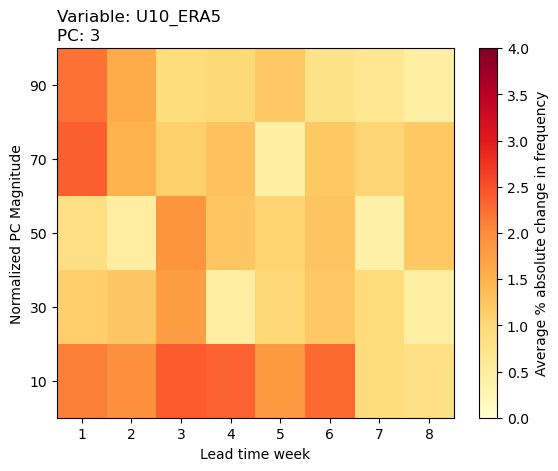 Variable: U10_ERA5
PC: 3
90
70
50
30
10
Normalized PC Magnitude
1 2 3 4 5 6 7 8
Lead time week
4.0
3.5
3.0
2.5
2.0
1.5
1.0
0.5
0.0
Average % absolute change in frequency